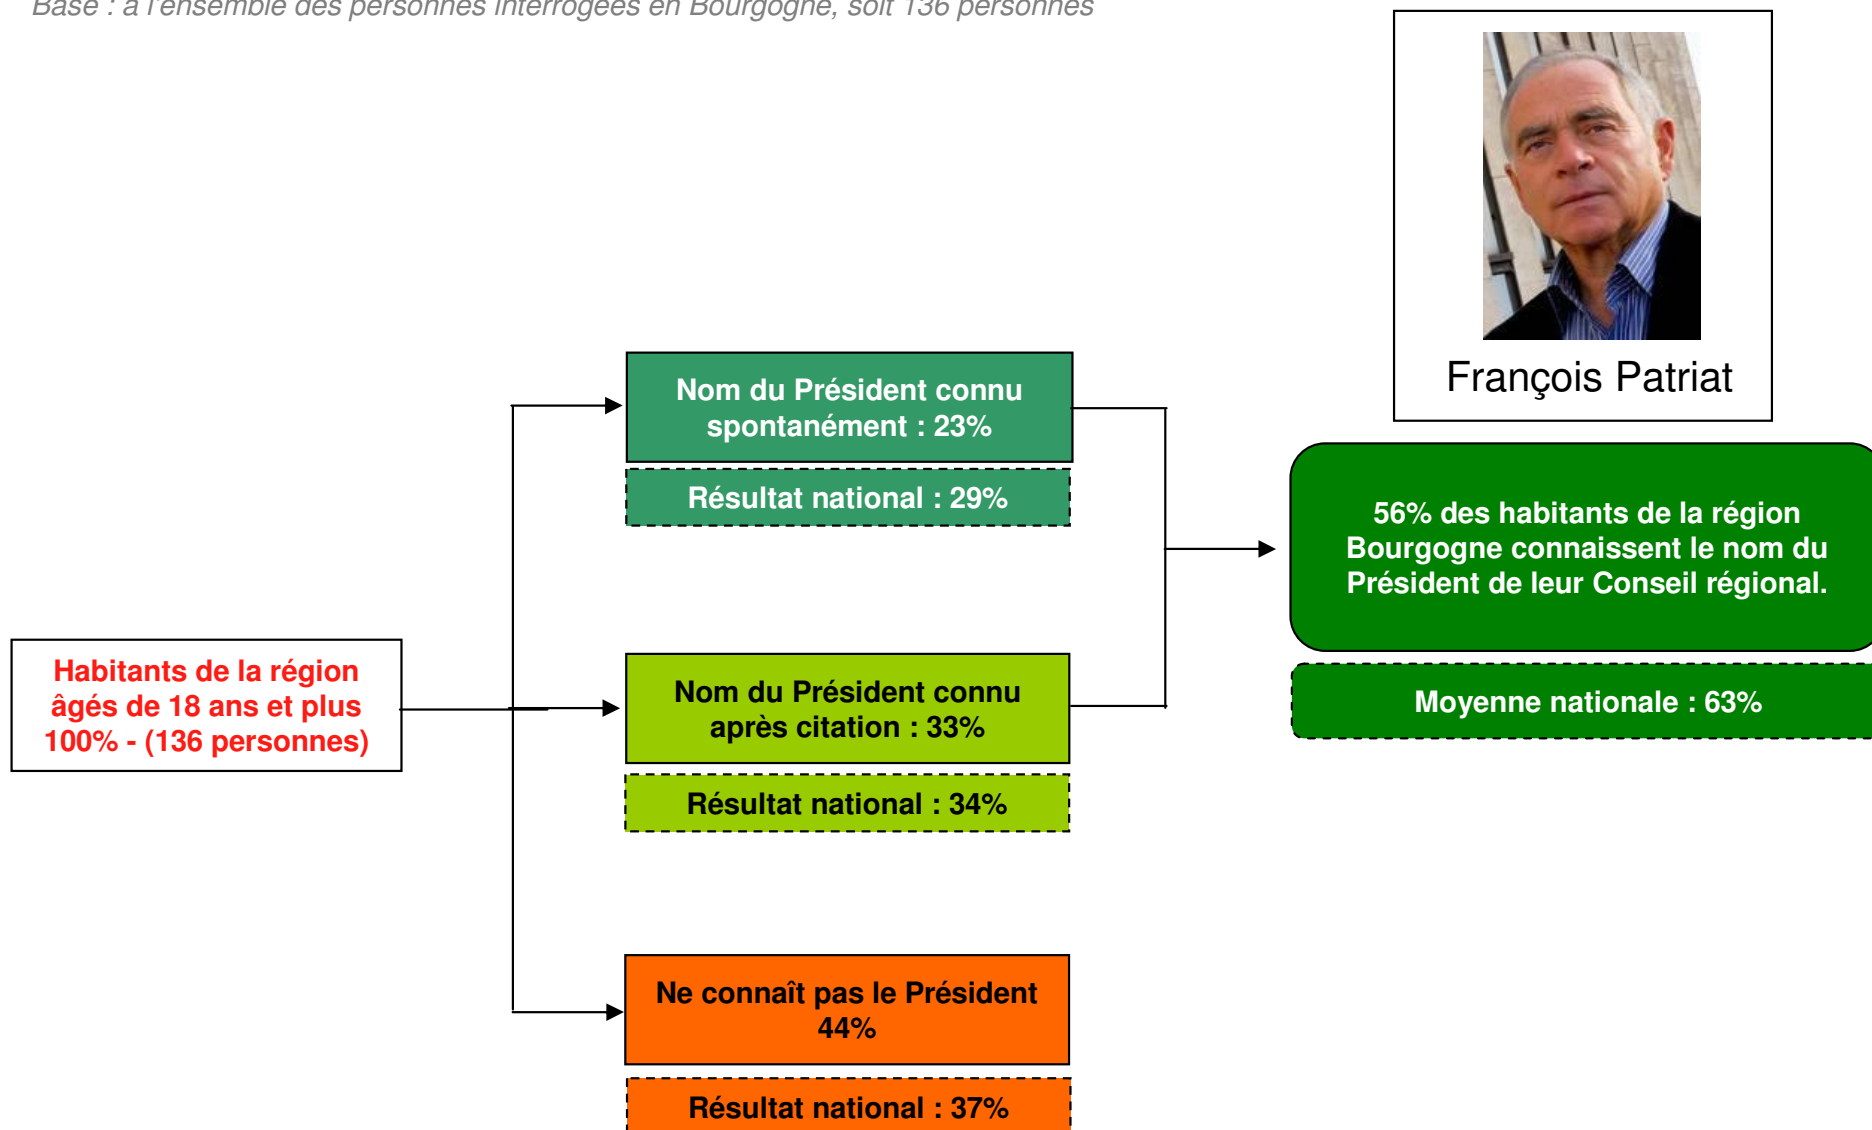 Base : à l'ensemble des personnes interrogées en Bourgogne, soit 136 personnes
François Patriat
Nom du Président connu
spontanément : 23%
Résultat national : 29%
56% des habitants de la région
Bourgogne connaissent le nom du
Président de leur Conseil régional.
Moyenne nationale : 63%
Habitants de la région
âgés de 18 ans et plus
100% - (136 personnes)
Nom du Président connu
après citation : 33%
Résultat national : 34%
Ne connaît pas le Président
44%
Résultat national : 37%